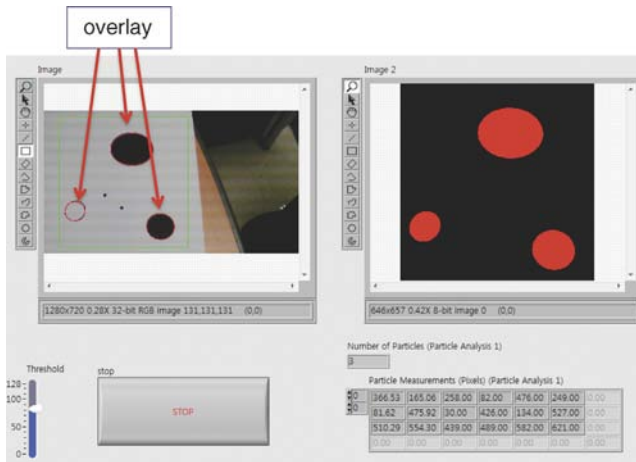 overlay
Image
Image 2
1280x720 0.28X 32-bit RGB image 131,131,131 (0,0)
646x657 0.42X 8-bit image 0 (0,0)
Number of Particles (Particle Analysis 1)
3
Threshold
stop
Particle Measurements (Pixels) (Particle Analysis 1)
128
100
50
0
STOP
0 366.53 165.06 258.00 82.00 476.00 249.00 0.00
0 81.62 475.92 30.00 426.00 134.00 527.00 0.00
510.29 554.30 439.00 489.00 582.00 621.00 0.00
0.00 0.00 0.00 0.00 0.00 0.00 0.00